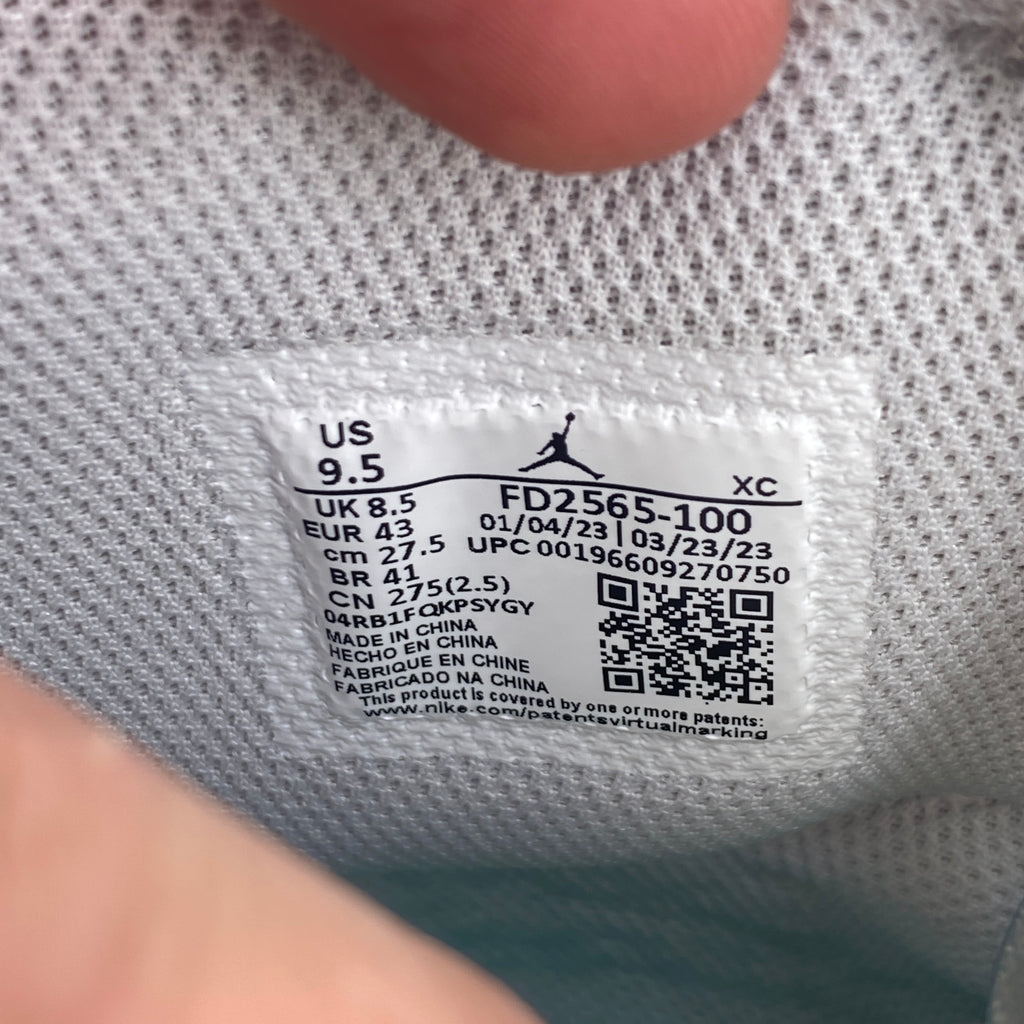 US
9.5
XC
UK 8.5
EUR 43
cm 27.5
BR 41
CN 275(2.5)
04RB1FQKPSYGY
MADE IN CHINA
HECHO EN CHINA
FABRIQUE EN CHINE
FABRICADO NA CHINA
FD2565-100
01/04/23 | 03/23/23
UPC 00196609270750
This product is covered by one or more patents:
www.nike.com/patentsvirtualmarking